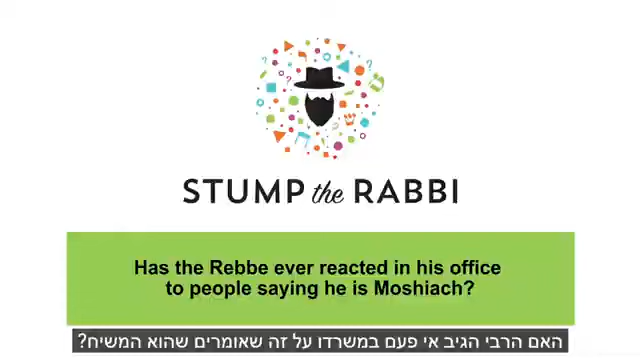 STUMP the RABBI
Has the Rebbe ever reacted in his office
to people saying he is Moshiach?
האם הרבי הגיב אי פעם במשרדו על זה שאומרים שהוא המשיח?